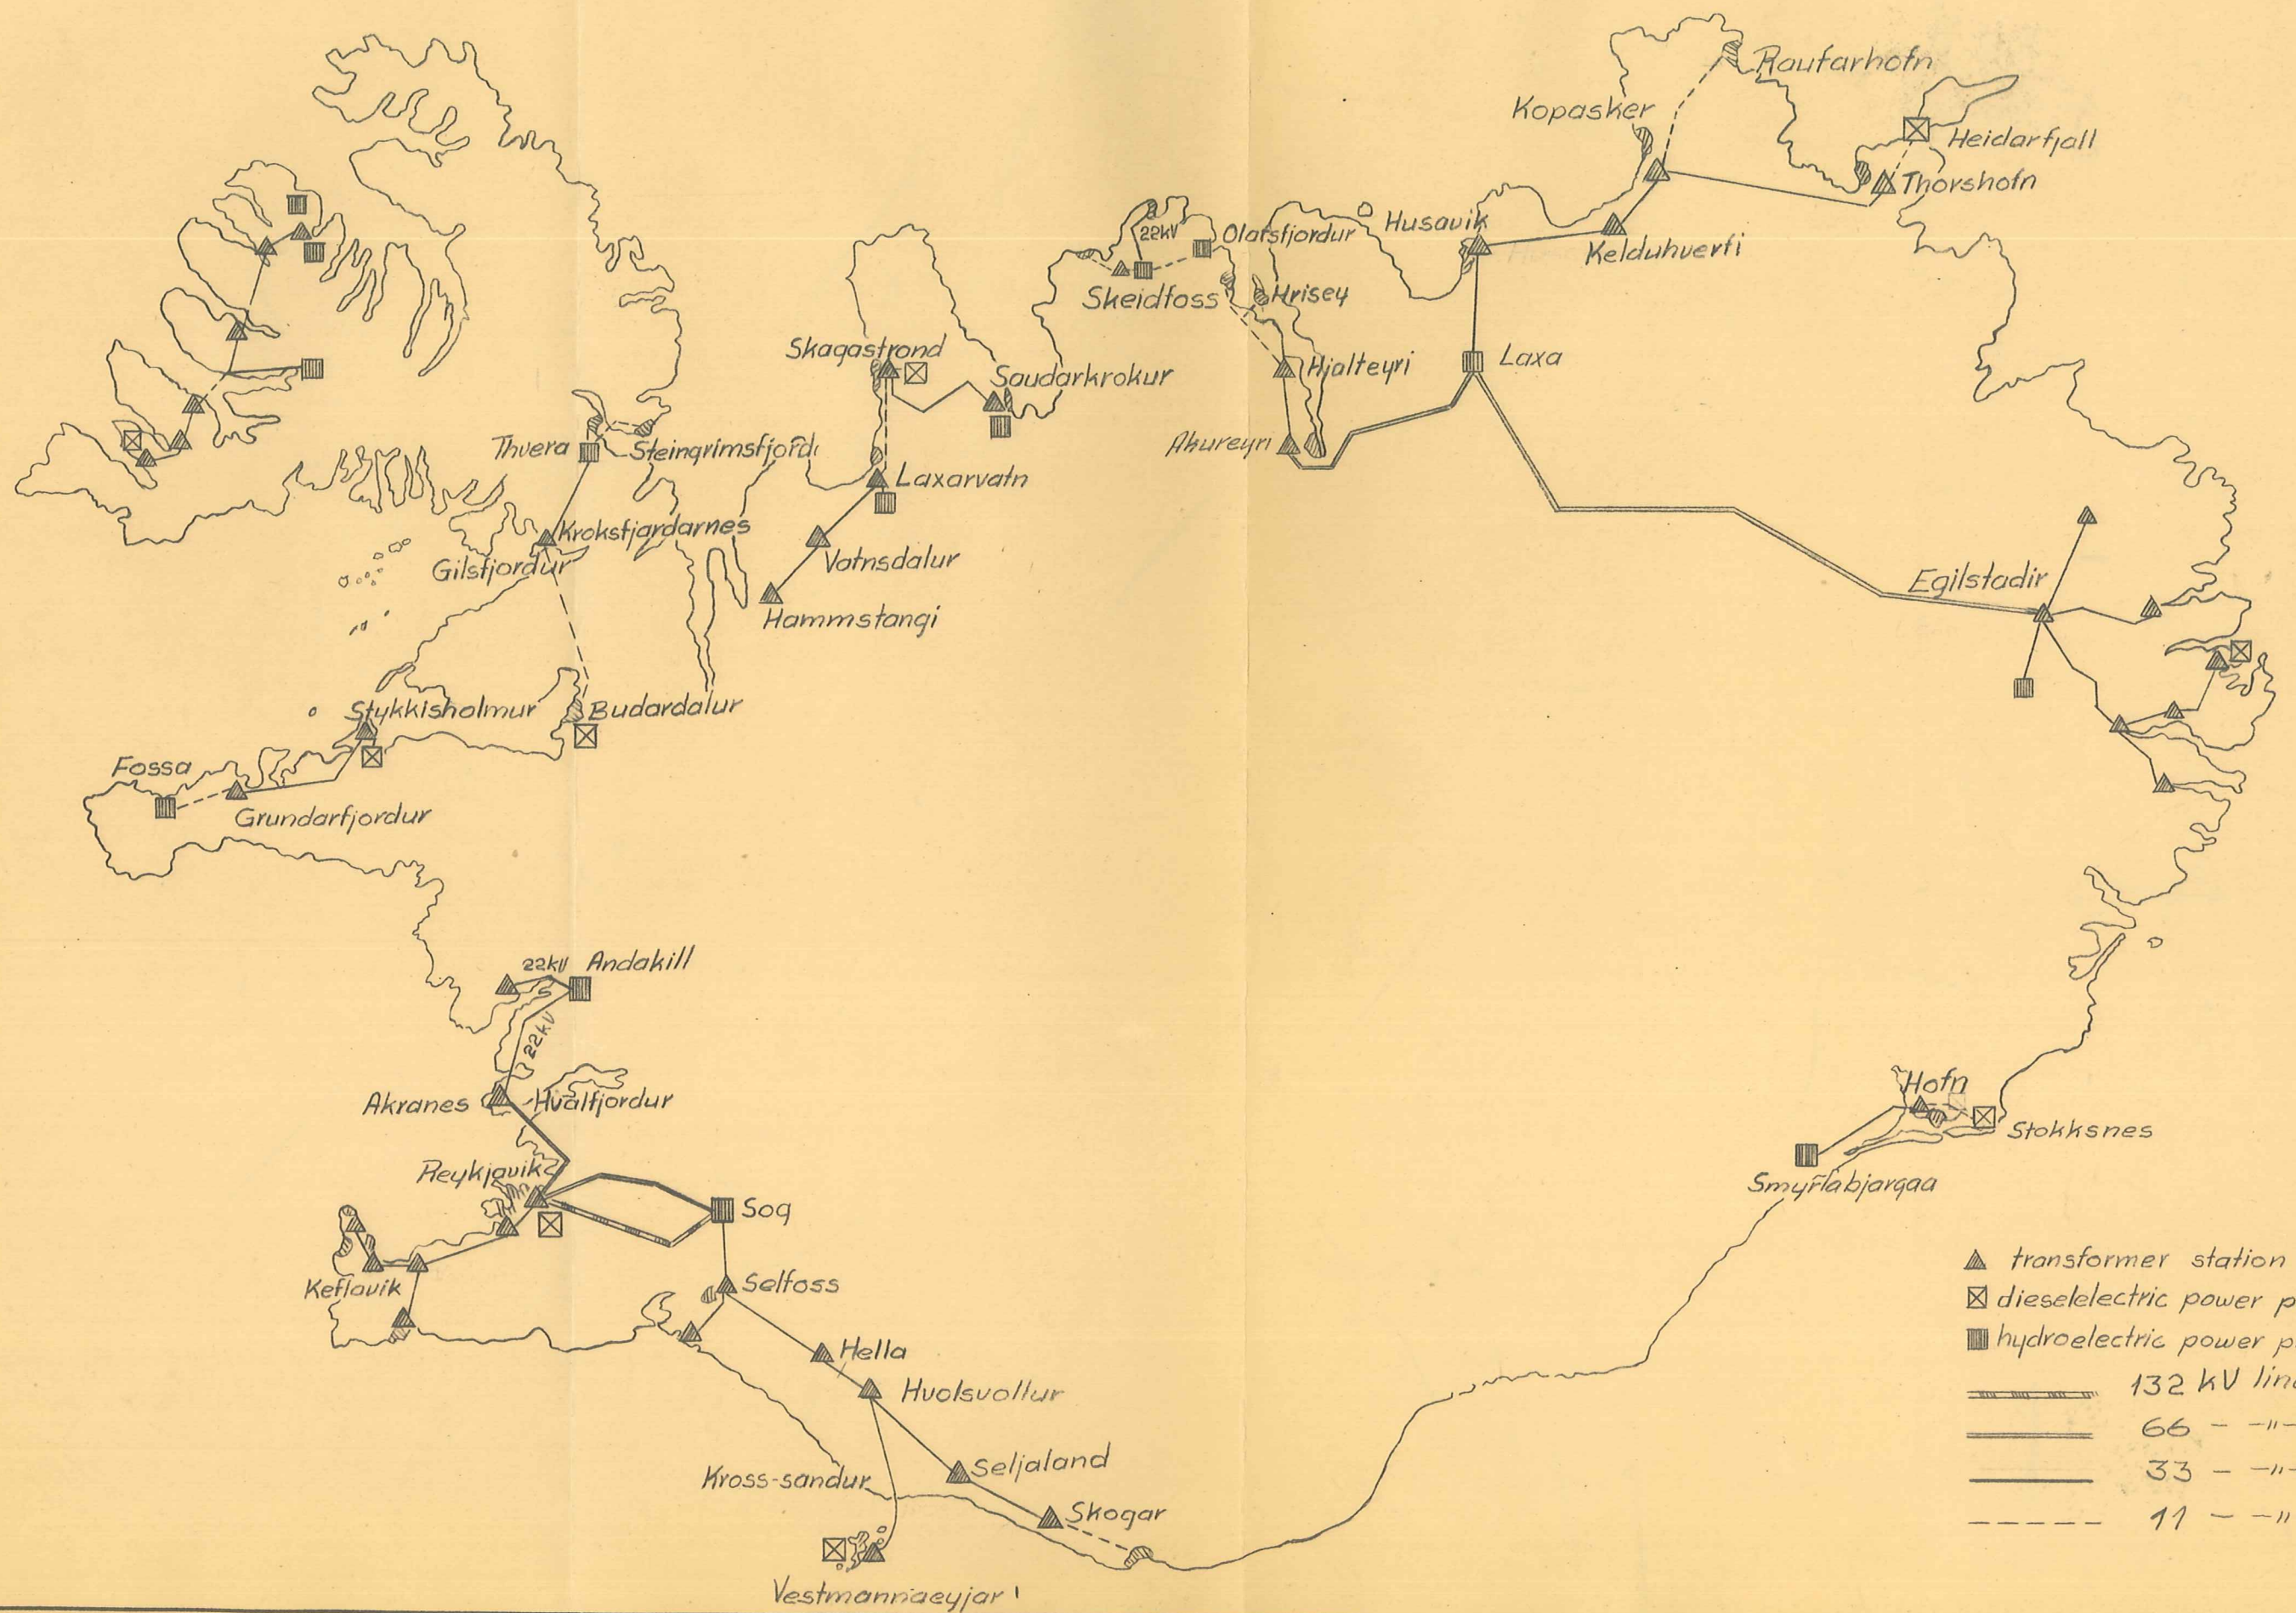 Raufarhofn
Kopasker
Heidarfjall
Thorshofn
Husavik
Kelduhverfi
22kV
Olafsfjordur
Skeidfoss
Hrisey
Hjalteyri
Laxa
Akureyri
Skagastrond
Saudarkrokur
Thvera
Steingrimsfjord
Laxarvatn
Kroksfjardarnes
Gilsfjordur
Vatnsdalur
Hammstangi
Egilstadir
Stykkisholmur
Budardalur
Fossa
Grundarfjordur
22kV
Andakill
22kV
Akranes
Hvalfjordur
Reykjavik
Sog
Keflavik
Selfoss
Hella
Hvolsvollur
Kross-sandur
Seljaland
Skogar
Vestmannaeyjar
Hofn
Stokksnes
Smyrlabjargaa
transformer station
dieselelectric power p
hydroelectric power p
132 kV lin
66 - -"-
33 - -"-
11 - -"